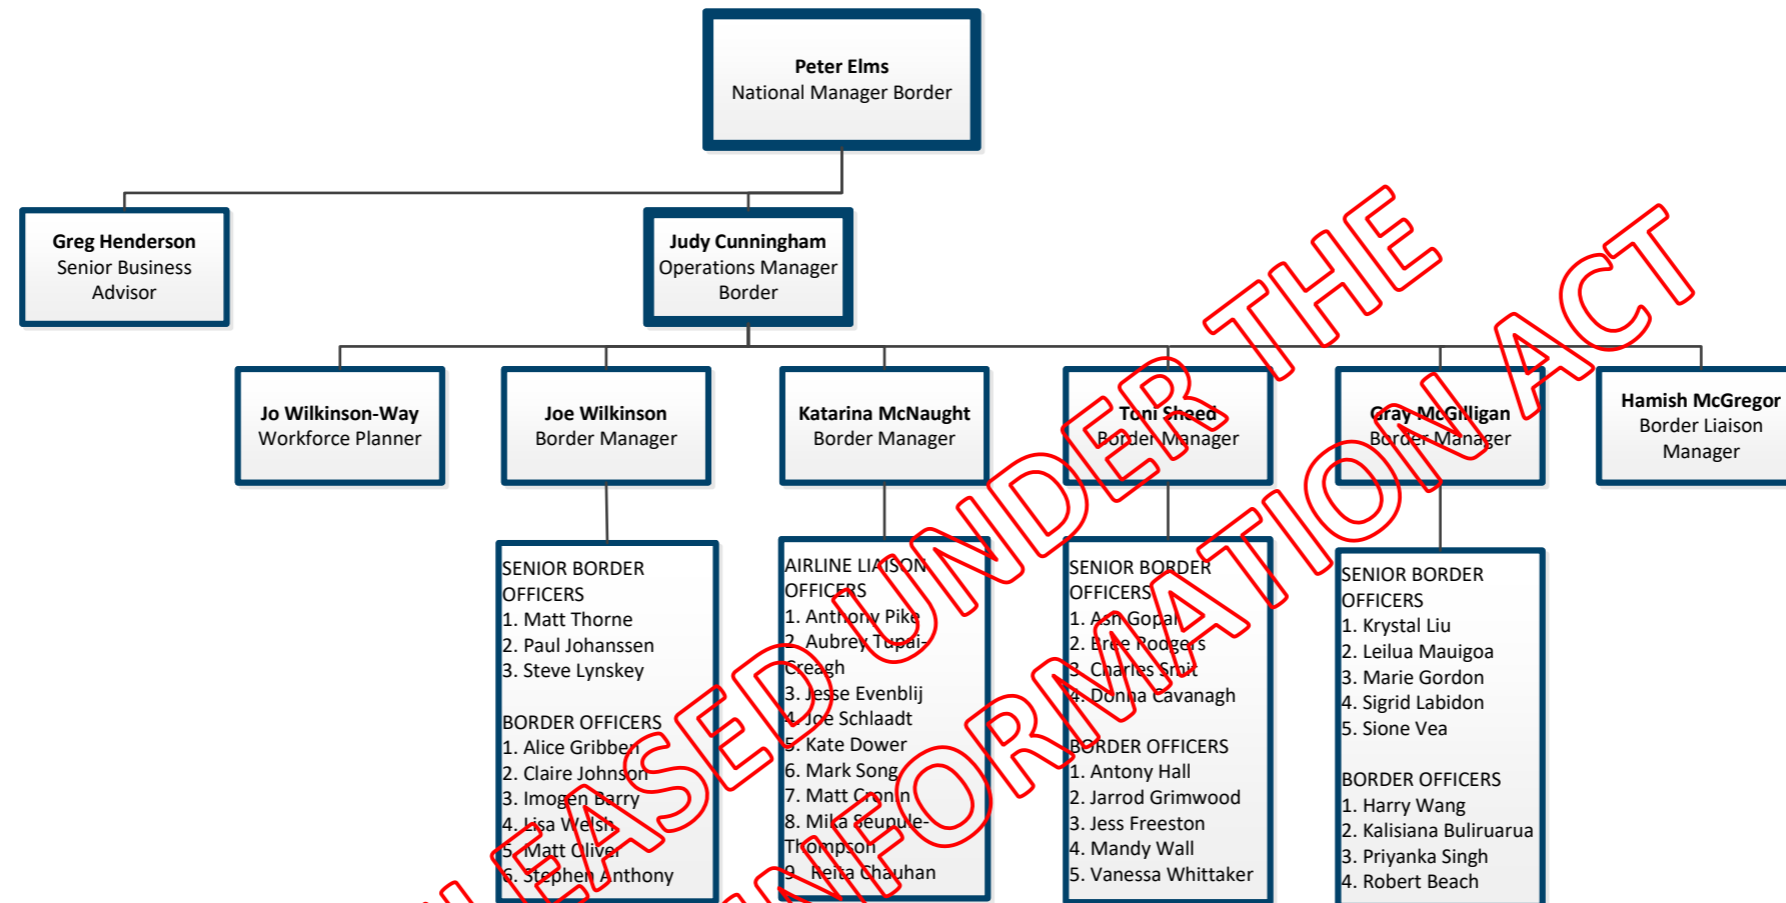 Peter Elms
National Manager Border
Greg Henderson
Senior Business
Advisor
Judy Cunningham
Operations Manager
Border
Jo Wilkinson-Way
Workforce Planner
Joe Wilkinson
Border Manager
Katarina McNaught
Border Manager
Toni Sheed
Border Manager
Gray McGilligan
Border Manager
Hamish McGregor
Border Liaison
Manager
SENIOR BORDER
OFFICERS
1. Matt Thorne
2. Paul Johanssen
3. Steve Lynskey
BORDER OFFICERS
1. Alice Gribben
2. Claire Johnson
3. Imogen Barry
4. Lisa Welsh
5. Matt Oliver
6. Stephen Anthony
AIRLINE LIAISON
OFFICERS
1. Anthony Pike
2. Aubrey Tupai-
Creagh
3. Jesse Evenblij
4. Joe Schlaadt
5. Kate Dower
6. Mark Song
7. Matt Cronin
8. Mika Seupule-
Thompson
9. Reita Chauhan
SENIOR BORDER
OFFICERS
1. Ash Gopal
2. Bree Rodgers
3. Charles Smit
4. Donna Cavanagh
BORDER OFFICERS
1. Antony Hall
2. Jarrod Grimwood
3. Jess Freeston
4. Mandy Wall
5. Vanessa Whittaker
SENIOR BORDER
OFFICERS
1. Krystal Liu
2. Leilua Mauigoa
3. Marie Gordon
4. Sigrid Labidon
5. Sione Vea
BORDER OFFICERS
1. Harry Wang
2. Kalisiana Buliruarua
3. Priyanka Singh
4. Robert Beach
LEASED UNDER THE
INFORMATION ACT